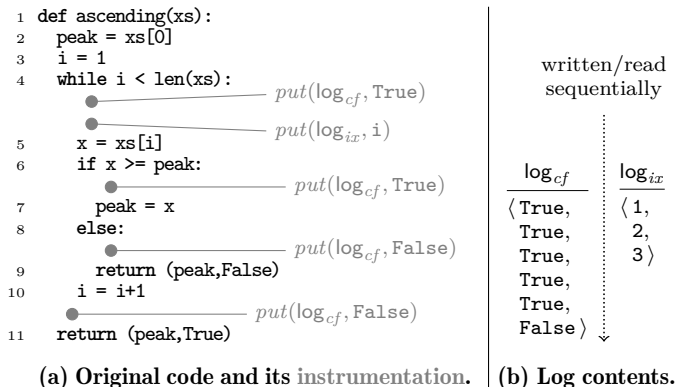 1 def ascending(xs):
2 peak = xs[0]
3 i = 1
4 while i < len(xs):
put(log_cf, True)
put(log_ix, i)
5 x = xs[i]
6 if x >= peak:
put(log_cf, True)
7 peak = x
8 else:
put(log_cf, False)
9 return (peak,False)
10 i = i+1
put(log_cf, False)
11 return (peak,True)
(a) Original code and its instrumentation.
written/read
sequentially
log_cf log_ix
⟨True, ⟨1,
True, 2,
True, 3⟩
True,
True,
False⟩
(b) Log contents.